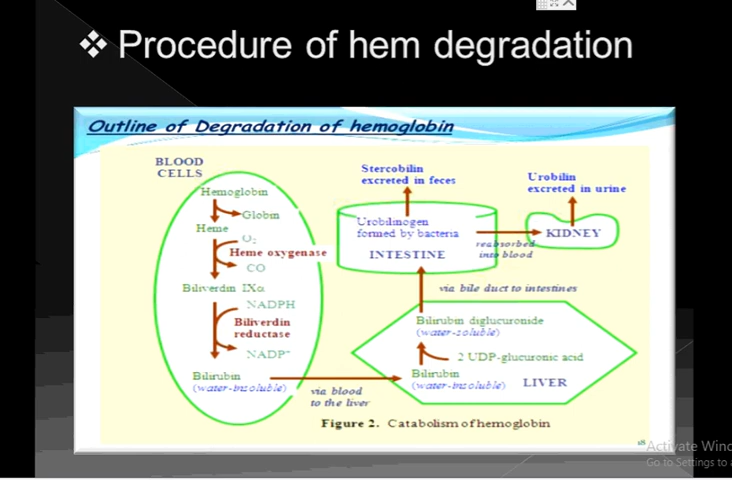 ❖ Procedure of hem degradation
Outline of Degradation of hemoglobin
BLOOD
CELLS
Hemoglobin
Globin
Heme
O₂
Heme oxygenase
CO
Biliverdin IXα
NADPH
Biliverdin
reductase
NADP⁺
Bilirubin
(water-insoluble)
via blood
to the liver
Stercobilin
excreted in feces
Urobilinogen
formed by bacteria
INTESTINE
reabsorbed
into blood
Urobilin
excreted in urine
KIDNEY
via bile duct to intestines
Bilirubin diglucuronide
(water-soluble)
2 UDP-glucuronic acid
Bilirubin
(water-insoluble)
LIVER
Figure 2. Catabolism of hemoglobin
Activate Wind
Go to Settings to a